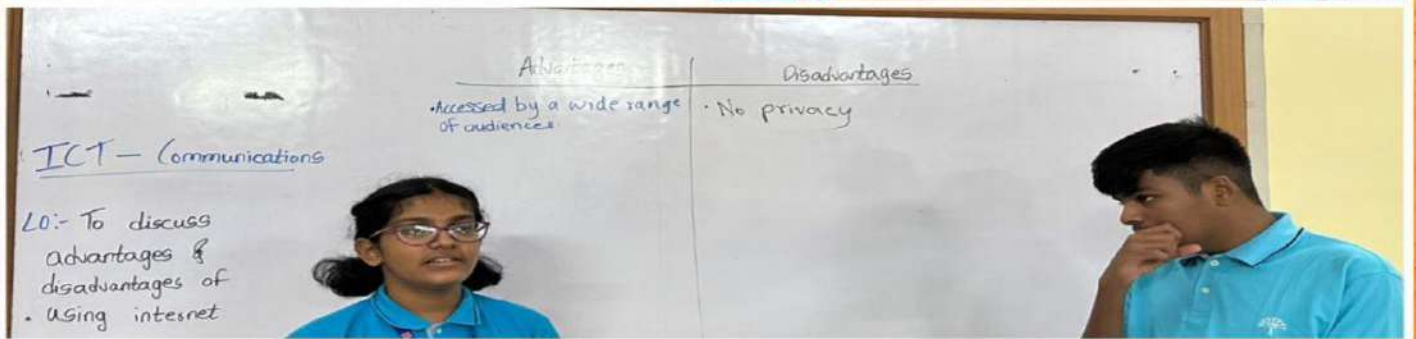 Advantages
Disadvantages
•Accessed by a wide range
of audiences
• No privacy
ICT – Communications
LO:- To discuss
advantages &
disadvantages of
• using internet